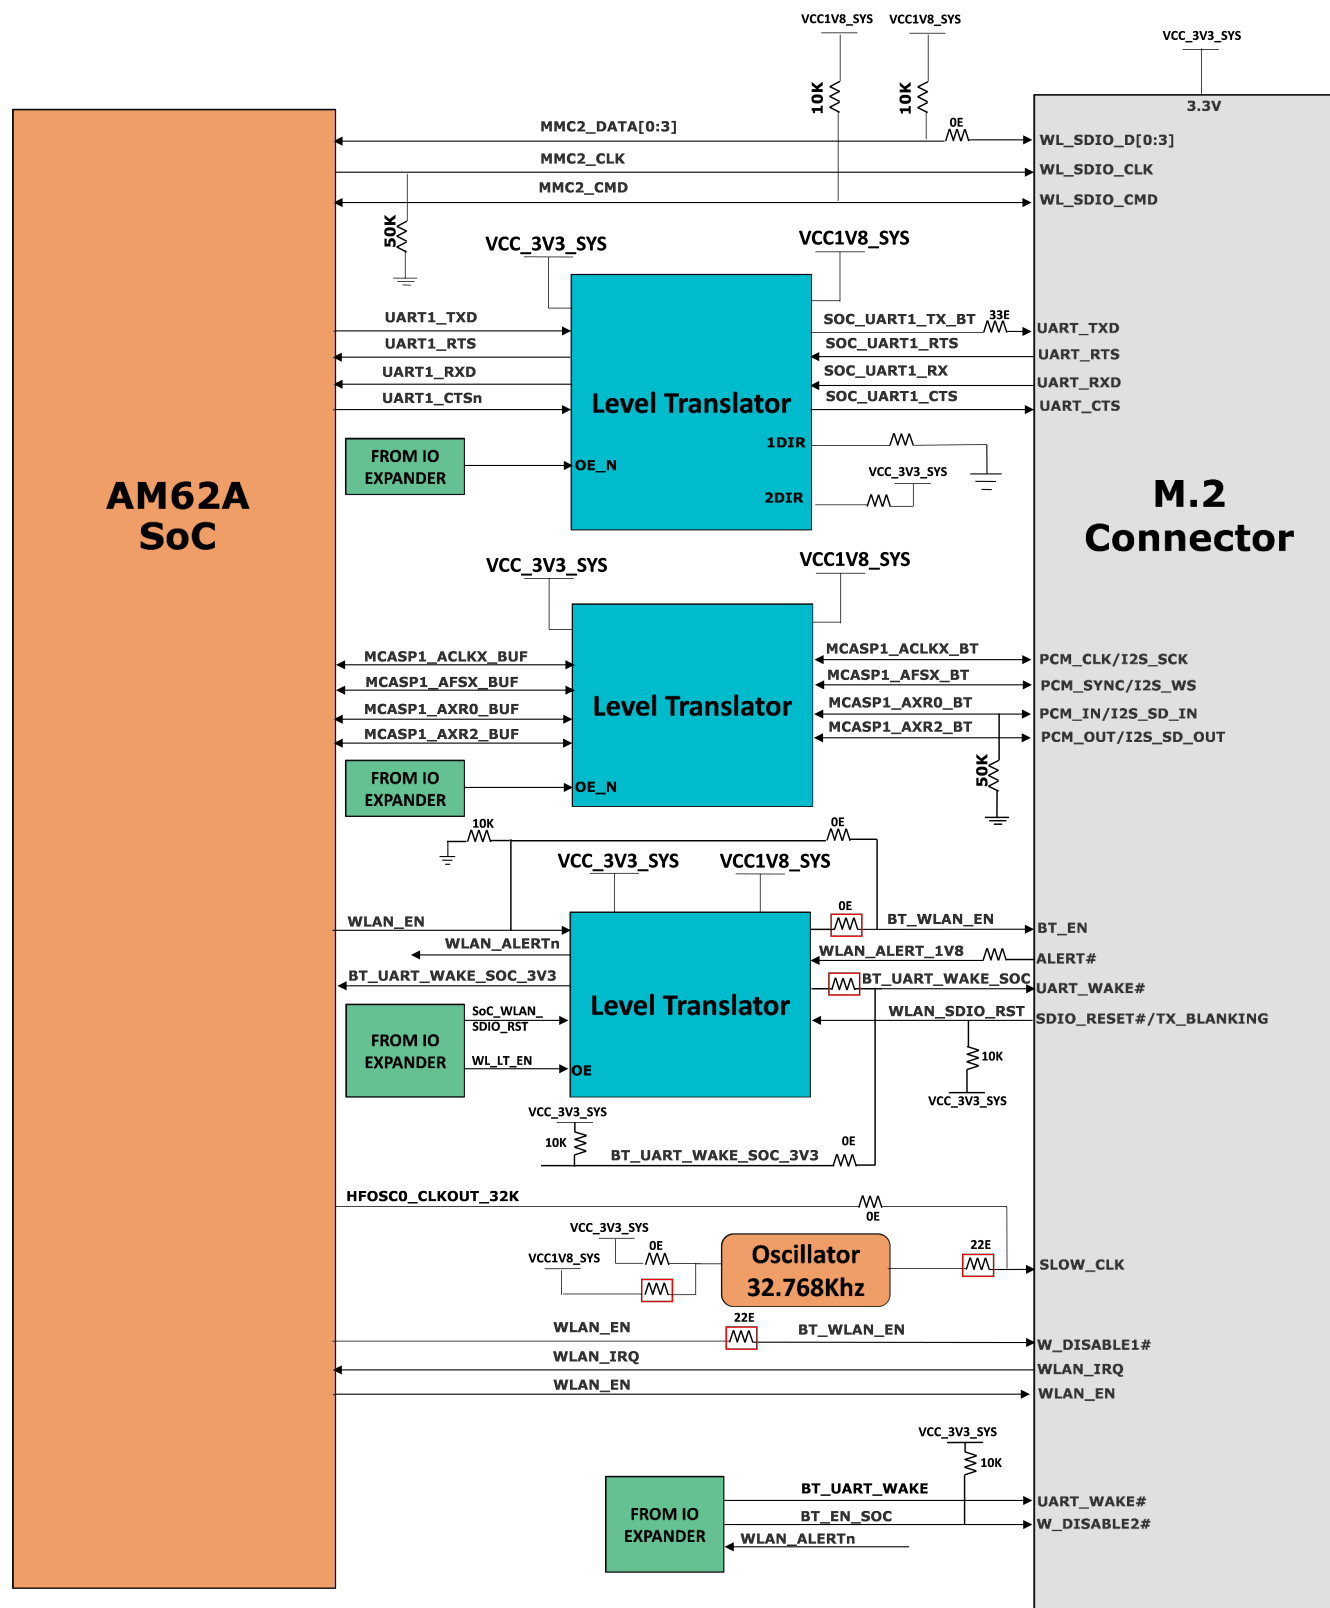 VCC1V8_SYS
VCC1V8_SYS
VCC_3V3_SYS
10K
10K
3.3V
MMC2_DATA[0:3]
0E
WL_SDIO_D[0:3]
MMC2_CLK
WL_SDIO_CLK
MMC2_CMD
WL_SDIO_CMD
50K
VCC_3V3_SYS
VCC1V8_SYS
UART1_TXD
SOC_UART1_TX_BT
33E
UART_TXD
UART1_RTS
SOC_UART1_RTS
UART_RTS
UART1_RXD
SOC_UART1_RX
UART_RXD
UART1_CTSn
SOC_UART1_CTS
UART_CTS
Level Translator
1DIR
FROM IO
EXPANDER
OE_N
VCC_3V3_SYS
2DIR
AM62A
SoC
M.2
Connector
VCC_3V3_SYS
VCC1V8_SYS
MCASP1_ACLKX_BUF
MCASP1_ACLKX_BT
PCM_CLK/I2S_SCK
MCASP1_AFSX_BUF
MCASP1_AFSX_BT
PCM_SYNC/I2S_WS
MCASP1_AXR0_BUF
MCASP1_AXR0_BT
PCM_IN/I2S_SD_IN
MCASP1_AXR2_BUF
MCASP1_AXR2_BT
PCM_OUT/I2S_SD_OUT
Level Translator
50K
FROM IO
EXPANDER
OE_N
10K
0E
VCC_3V3_SYS
VCC1V8_SYS
0E
WLAN_EN
BT_WLAN_EN
BT_EN
WLAN_ALERTn
WLAN_ALERT_1V8
ALERT#
BT_UART_WAKE_SOC_3V3
BT_UART_WAKE_SOC
UART_WAKE#
Level Translator
FROM IO
EXPANDER
SoC_WLAN_
SDIO_RST
WLAN_SDIO_RST
SDIO_RESET#/TX_BLANKING
WL_LT_EN
OE
10K
VCC_3V3_SYS
VCC_3V3_SYS
10K
BT_UART_WAKE_SOC_3V3
0E
HFOSC0_CLKOUT_32K
0E
VCC_3V3_SYS
0E
VCC1V8_SYS
Oscillator
32.768Khz
22E
SLOW_CLK
WLAN_EN
22E
BT_WLAN_EN
W_DISABLE1#
WLAN_IRQ
WLAN_IRQ
WLAN_EN
WLAN_EN
VCC_3V3_SYS
10K
FROM IO
EXPANDER
BT_UART_WAKE
UART_WAKE#
BT_EN_SOC
W_DISABLE2#
WLAN_ALERTn